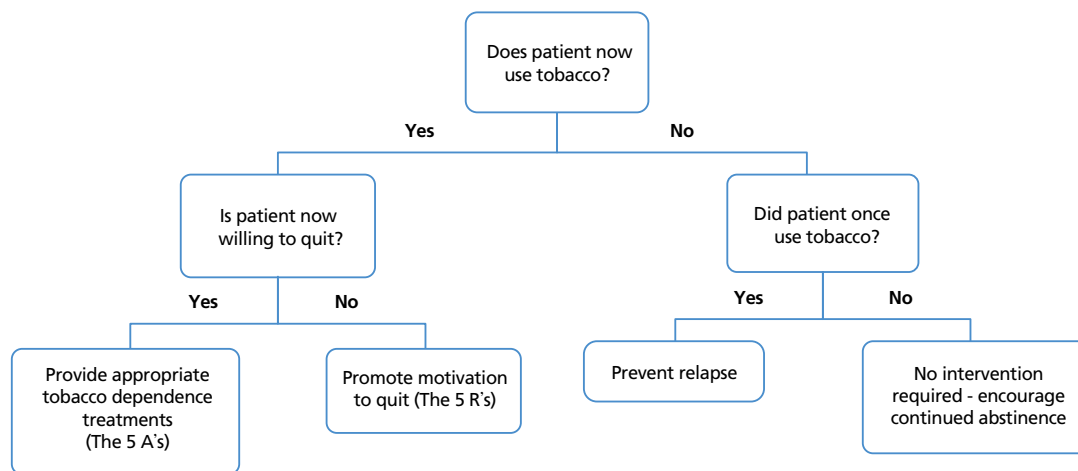 Does patient now
use tobacco?
Yes
No
Is patient now
willing to quit?
Did patient once
use tobacco?
Yes
No
Yes
No
Provide appropriate
tobacco dependence
treatments
(The 5 A's)
Promote motivation
to quit (The 5 R's)
Prevent relapse
No intervention
required - encourage
continued abstinence